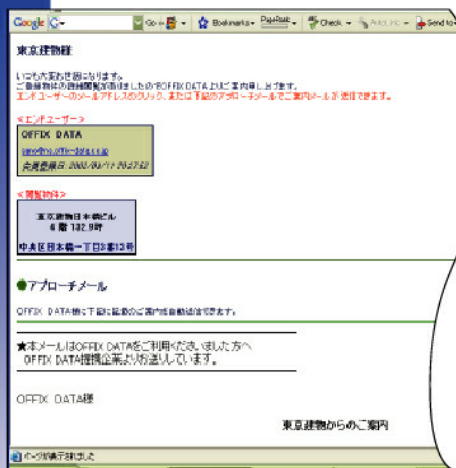 Google
Go
Bookmarks
PageRank
Check
AutoLink
Send to
東京建物様
いつも大変お世話になります。
ご登録物件の詳細閲覧がありましたのでOFFIX DATAよりご案内申し上げます。
エンドユーザーのメールアドレスのクリック、または下記のアプローチメールでご案内メールが送信できます。
<エンドユーザー>
OFFIX DATA
<閲覧物件>
東京建物日本橋ビル
6階 132.9坪
中央区日本橋一丁目3番13号
アプローチメール
OFFIX DATA様に下記に記載のご案内を自動送信できます。
★本メールはOFFIX DATAをご利用くださいました方へ
OFFIX DATA提携企業よりお送りしています。
OFFIX DATA様
東京建物からのご案内
ページが表示されました